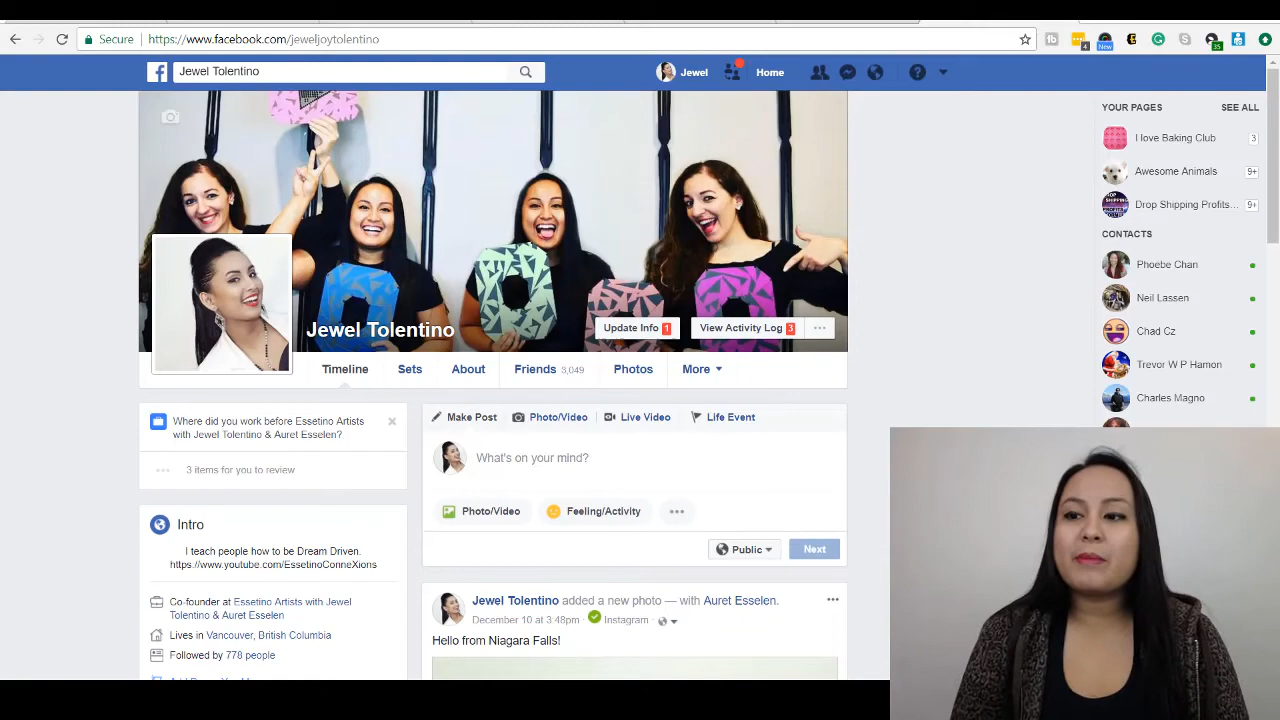 Secure
https://www.facebook.com/jeweljoytolentino
4
New
35
Jewel Tolentino
Jewel
Home
Jewel Tolentino
Update Info 1
View Activity Log 3
Timeline
Sets
About
Friends 3,049
Photos
More
Where did you work before Essetino Artists
with Jewel Tolentino & Auret Esselen?
3 items for you to review
Intro
I teach people how to be Dream Driven.
https://www.youtube.com/EssetinoConneXions
Co-founder at Essetino Artists with Jewel
Tolentino & Auret Esselen
Lives in Vancouver, British Columbia
Followed by 778 people
Make Post
Photo/Video
Live Video
Life Event
What's on your mind?
Photo/Video
Feeling/Activity
Public
Next
Jewel Tolentino added a new photo — with Auret Esselen.
December 10 at 3:48pm · Instagram ·
Hello from Niagara Falls!
YOUR PAGES
SEE ALL
I love Baking Club
3
Awesome Animals
9+
Drop Shipping Profits...
9+
CONTACTS
Phoebe Chan
Neil Lassen
Chad Cz
Trevor W P Hamon
Charles Magno